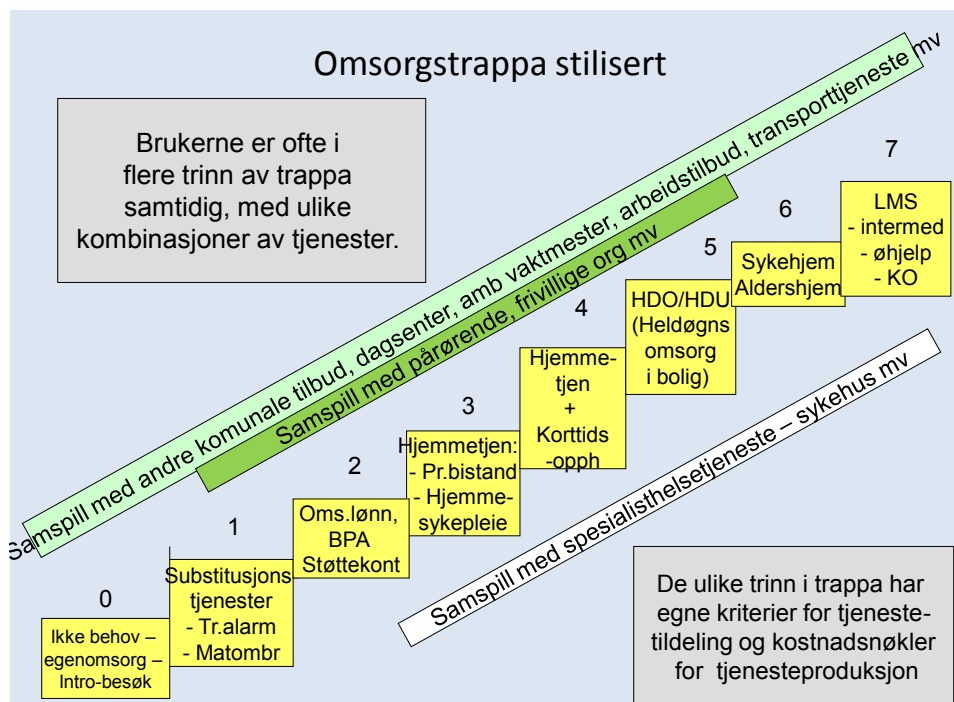 Omsorgstrappa stilisert
Brukerne er ofte i
flere trinn av trappa
samtidig, med ulike
kombinasjoner av tjenester.
Samspill med andre komunale tilbud, dagsenter, amb vaktmester, arbeidstilbud, transporttjeneste mv
Samspill med pårørende, frivillige org mv
0
Ikke behov –
egenomsorg –
Intro-besøk
1
Substitusjons
tjenester
- Tr.alarm
- Matombr
2
Oms.lønn,
BPA
Støttekont
3
Hjemmetjen:
- Pr.bistand
- Hjemme-
sykepleie
4
Hjemme-
tjen
+
Korttids
-opph
5
HDO/HDU
(Heldøgns
omsorg
i bolig)
6
Sykehjem
Aldershjem
7
LMS
- intermed
- øhjelp
- KO
Samspill med spesialisthelsetjeneste – sykehus mv
De ulike trinn i trappa har
egne kriterier for tjeneste-
tildeling og kostnadsnøkler
for tjenesteproduksjon